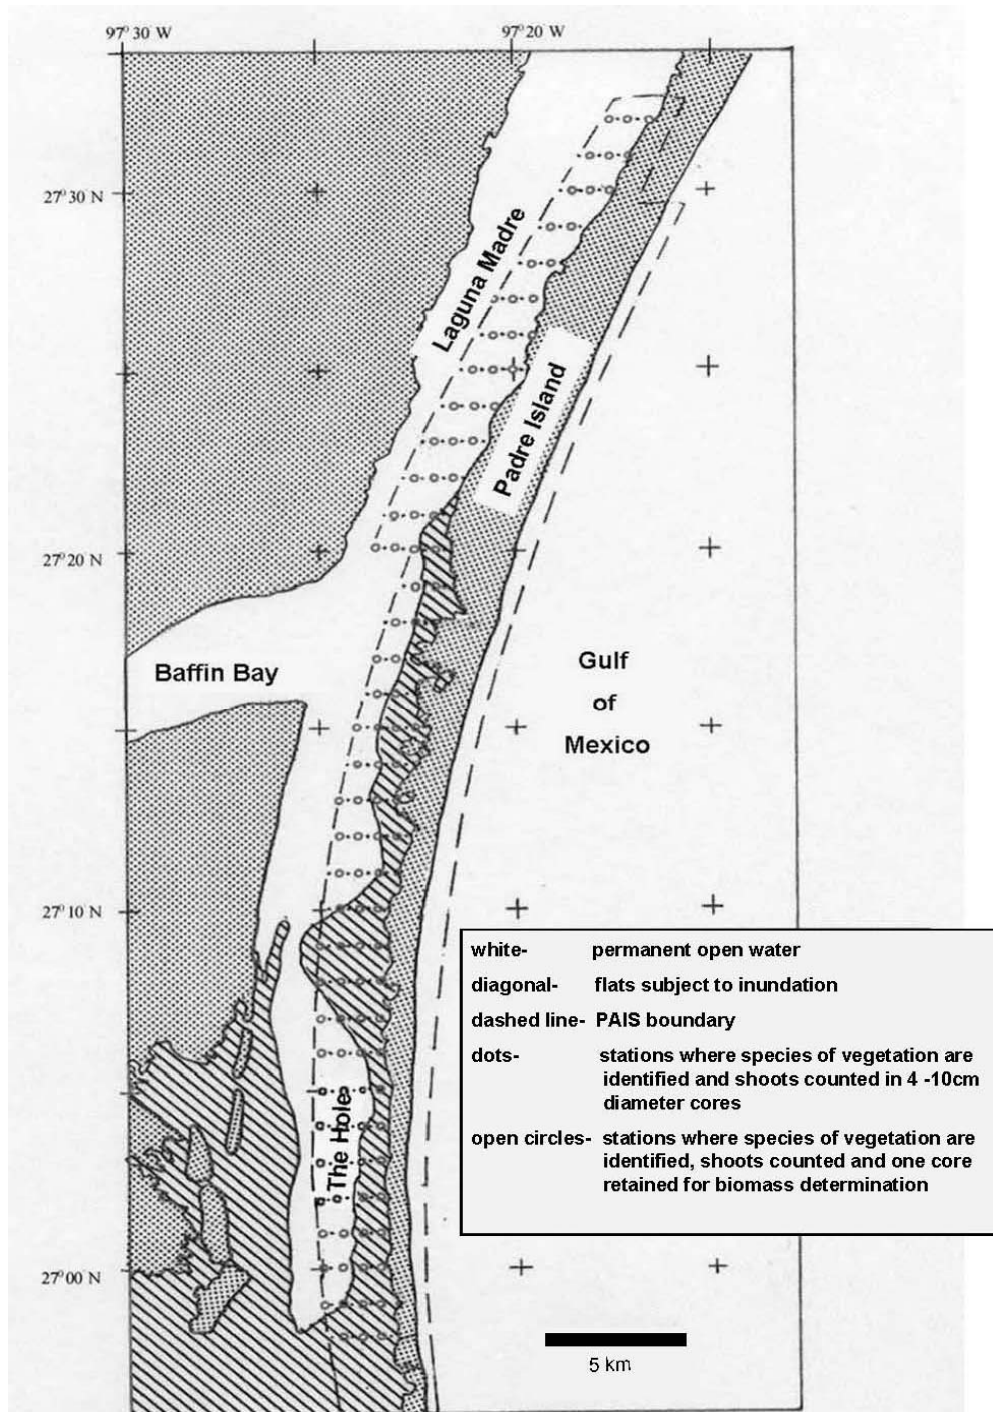 97°30' W
97°20' W
27°30' N
Laguna Madre
Padre Island
27°20' N
Baffin Bay
Gulf
of
Mexico
27°10' N
white- permanent open water
diagonal- flats subject to inundation
dashed line- PAIS boundary
dots- stations where species of vegetation are
identified and shoots counted in 4 -10cm
diameter cores
open circles- stations where species of vegetation are
identified, shoots counted and one core
retained for biomass determination
The Hole
27°00' N
5 km